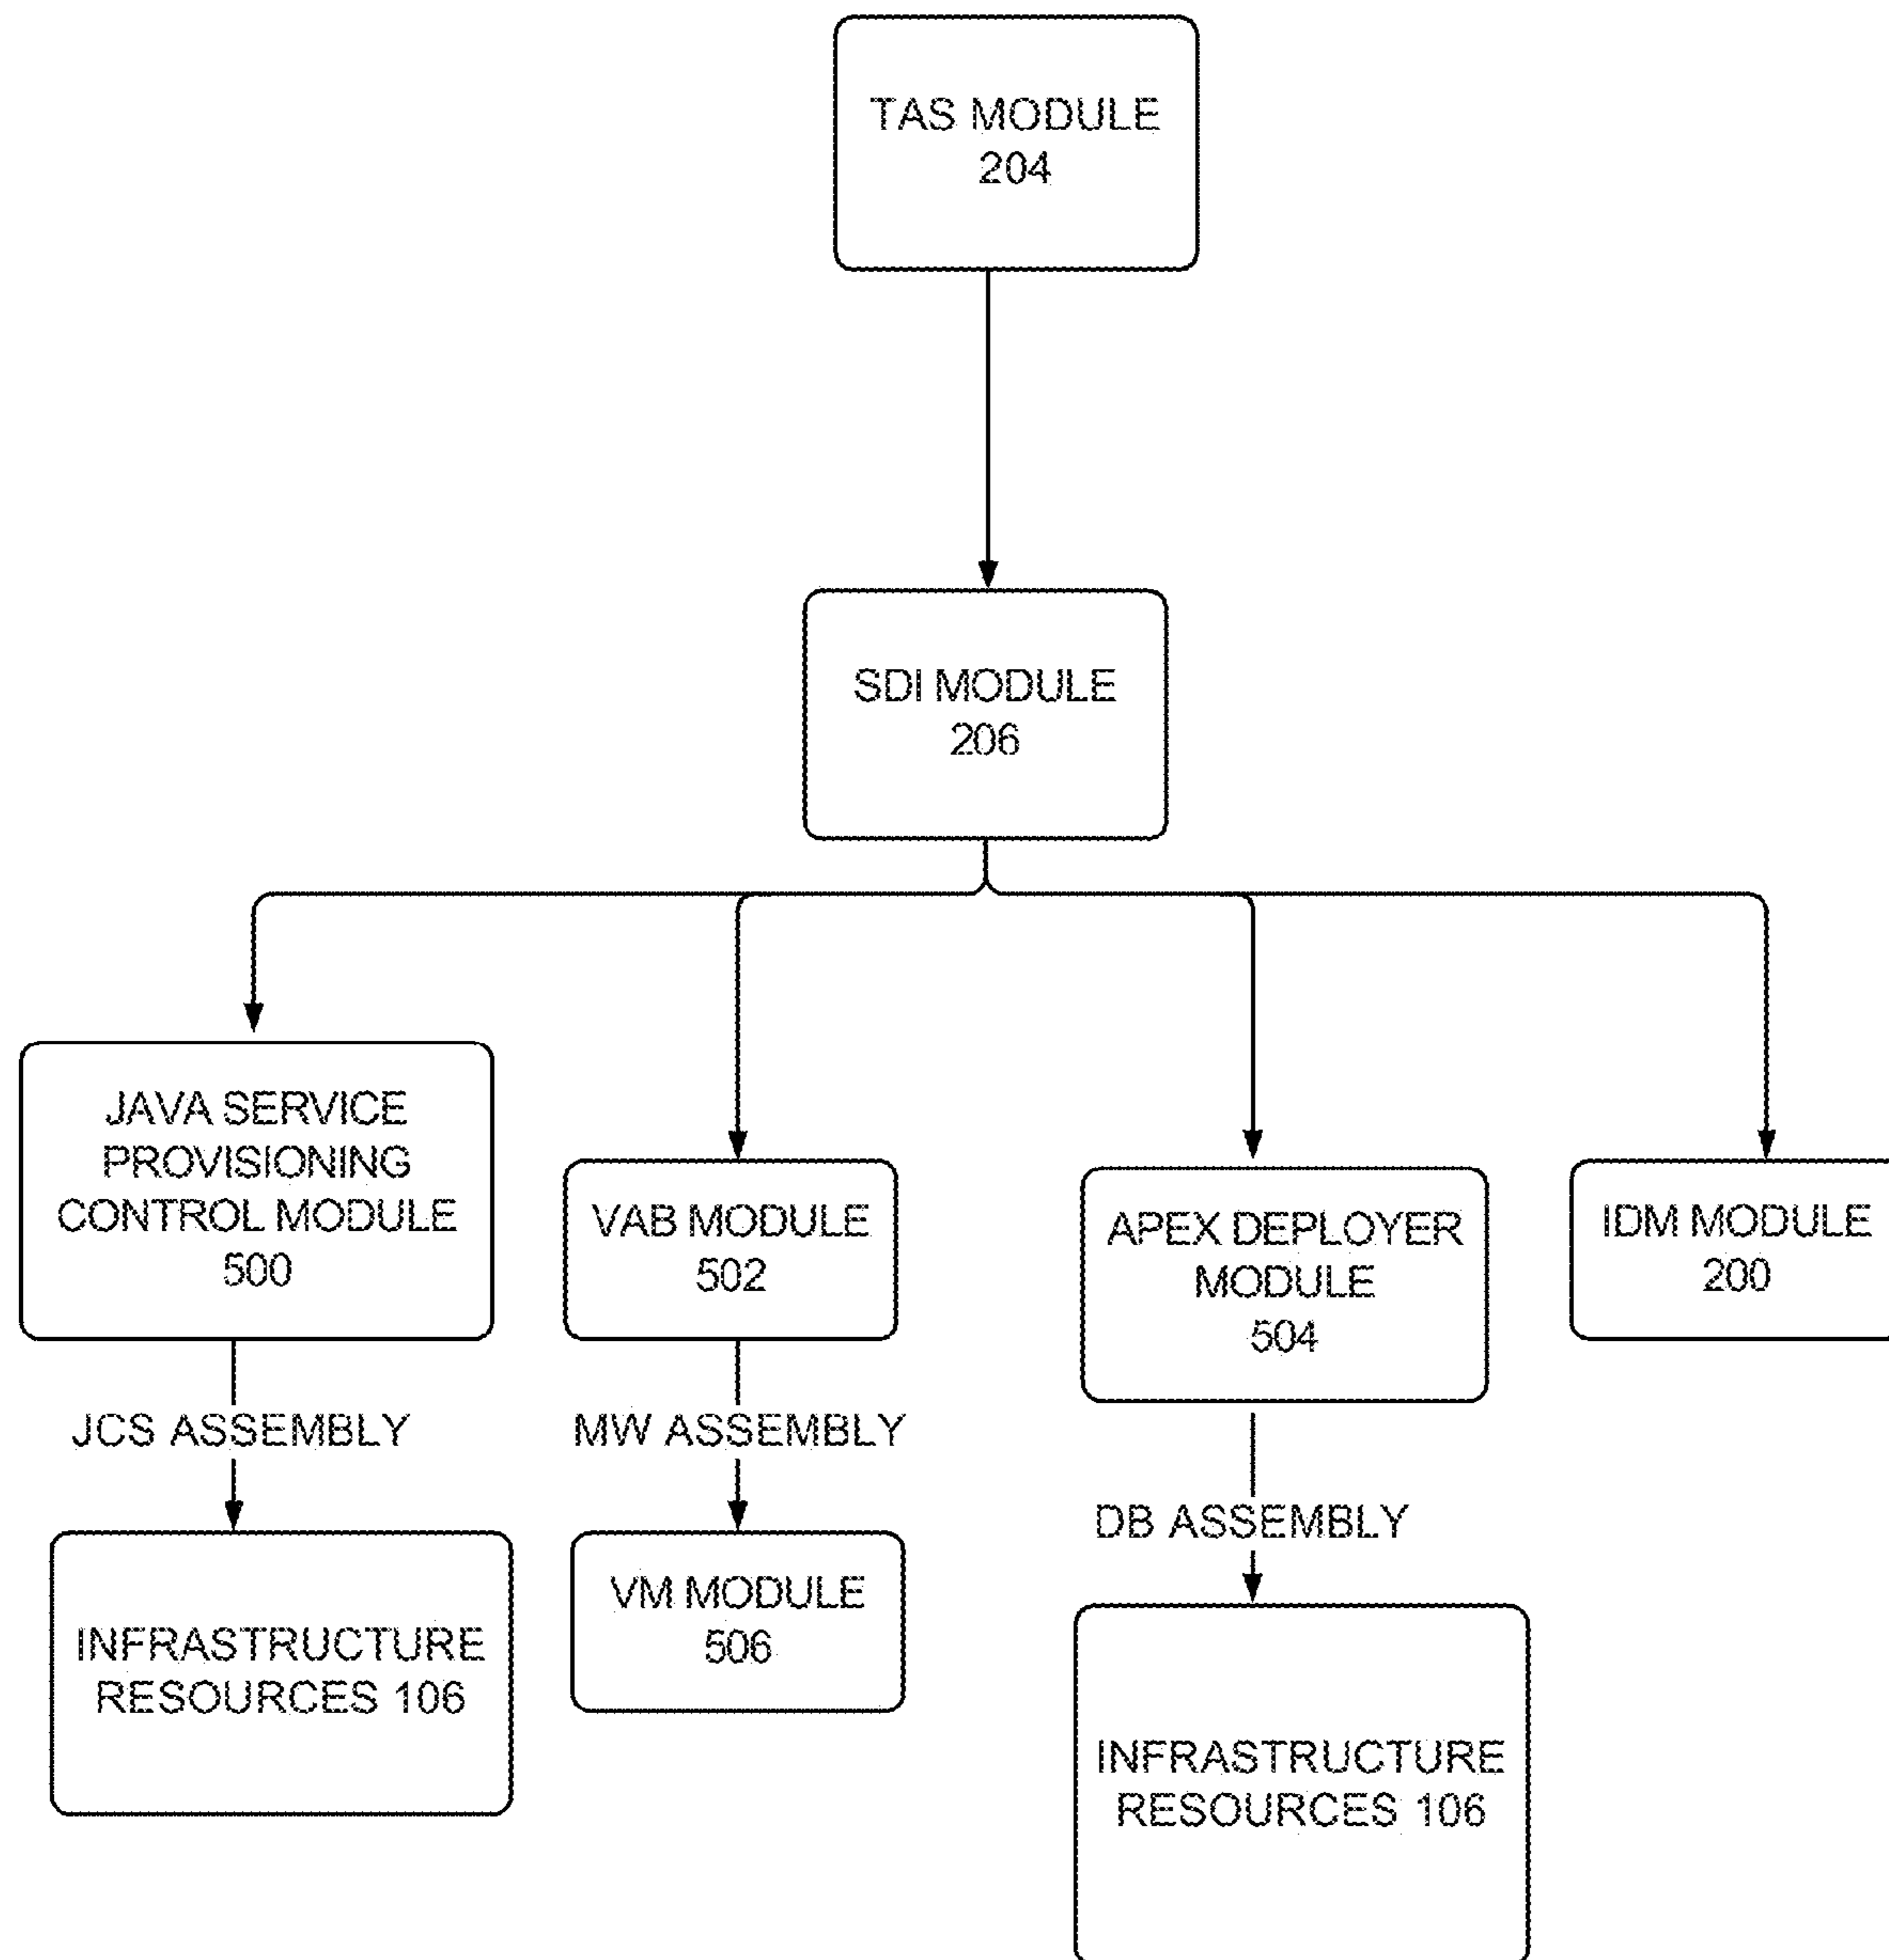 TAS MODULE
204
SDI MODULE
206
JAVA SERVICE
PROVISIONING
CONTROL MODULE
500
VAB MODULE
502
APEX DEPLOYER
MODULE
504
IDM MODULE
200
JCS ASSEMBLY
MW ASSEMBLY
DB ASSEMBLY
INFRASTRUCTURE
RESOURCES 106
VM MODULE
506
INFRASTRUCTURE
RESOURCES 106